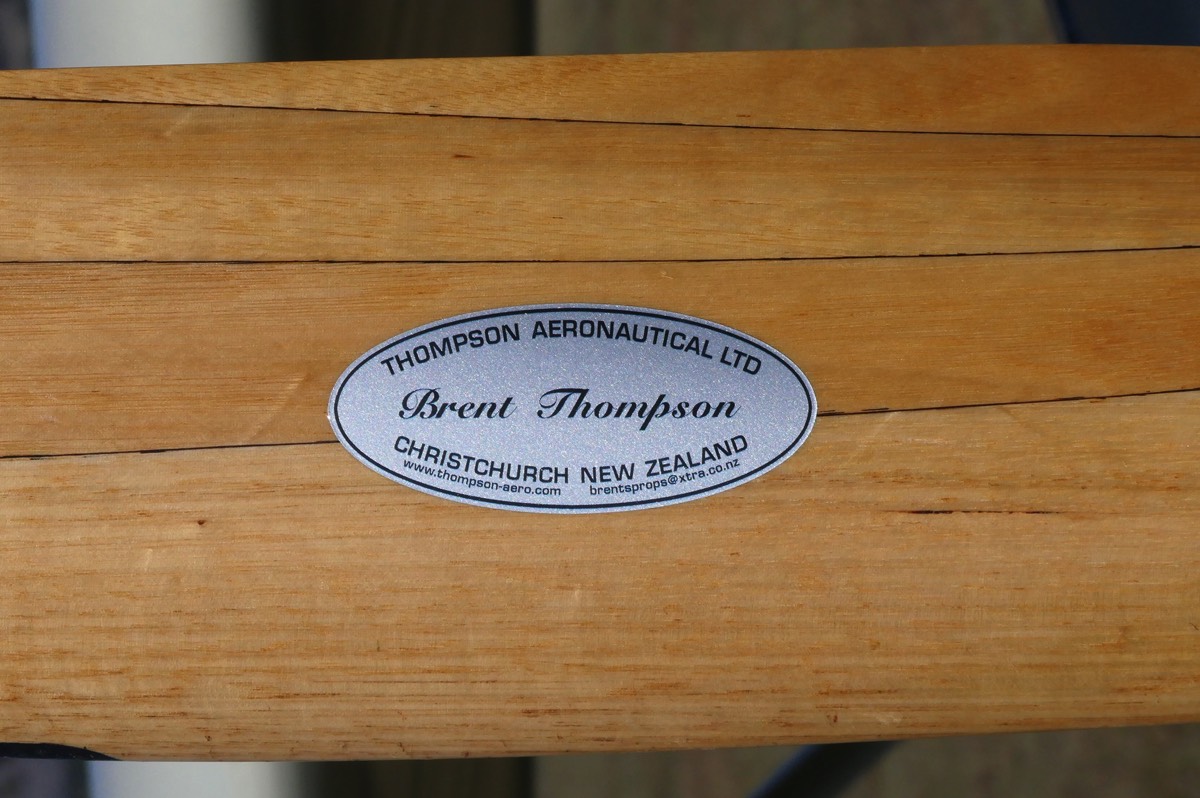 THOMPSON AERONAUTICAL LTD
Brent Thompson
CHRISTCHURCH NEW ZEALAND
www.thompson-aero.com brentsprops@xtra.co.nz